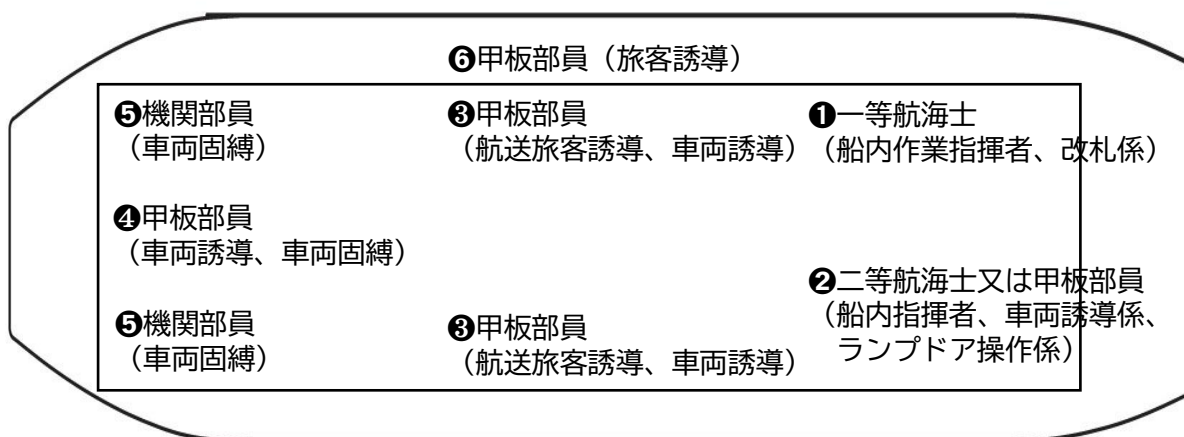 ❻甲板部員（旅客誘導）
❺機関部員
（車両固縛）
❸甲板部員
（航送旅客誘導、車両誘導）
❶一等航海士
（船内作業指揮者、改札係）
❹甲板部員
（車両誘導、車両固縛）
❷二等航海士又は甲板部員
（船内指揮者、車両誘導係、
ランプドア操作係）
❺機関部員
（車両固縛）
❸甲板部員
（航送旅客誘導、車両誘導）